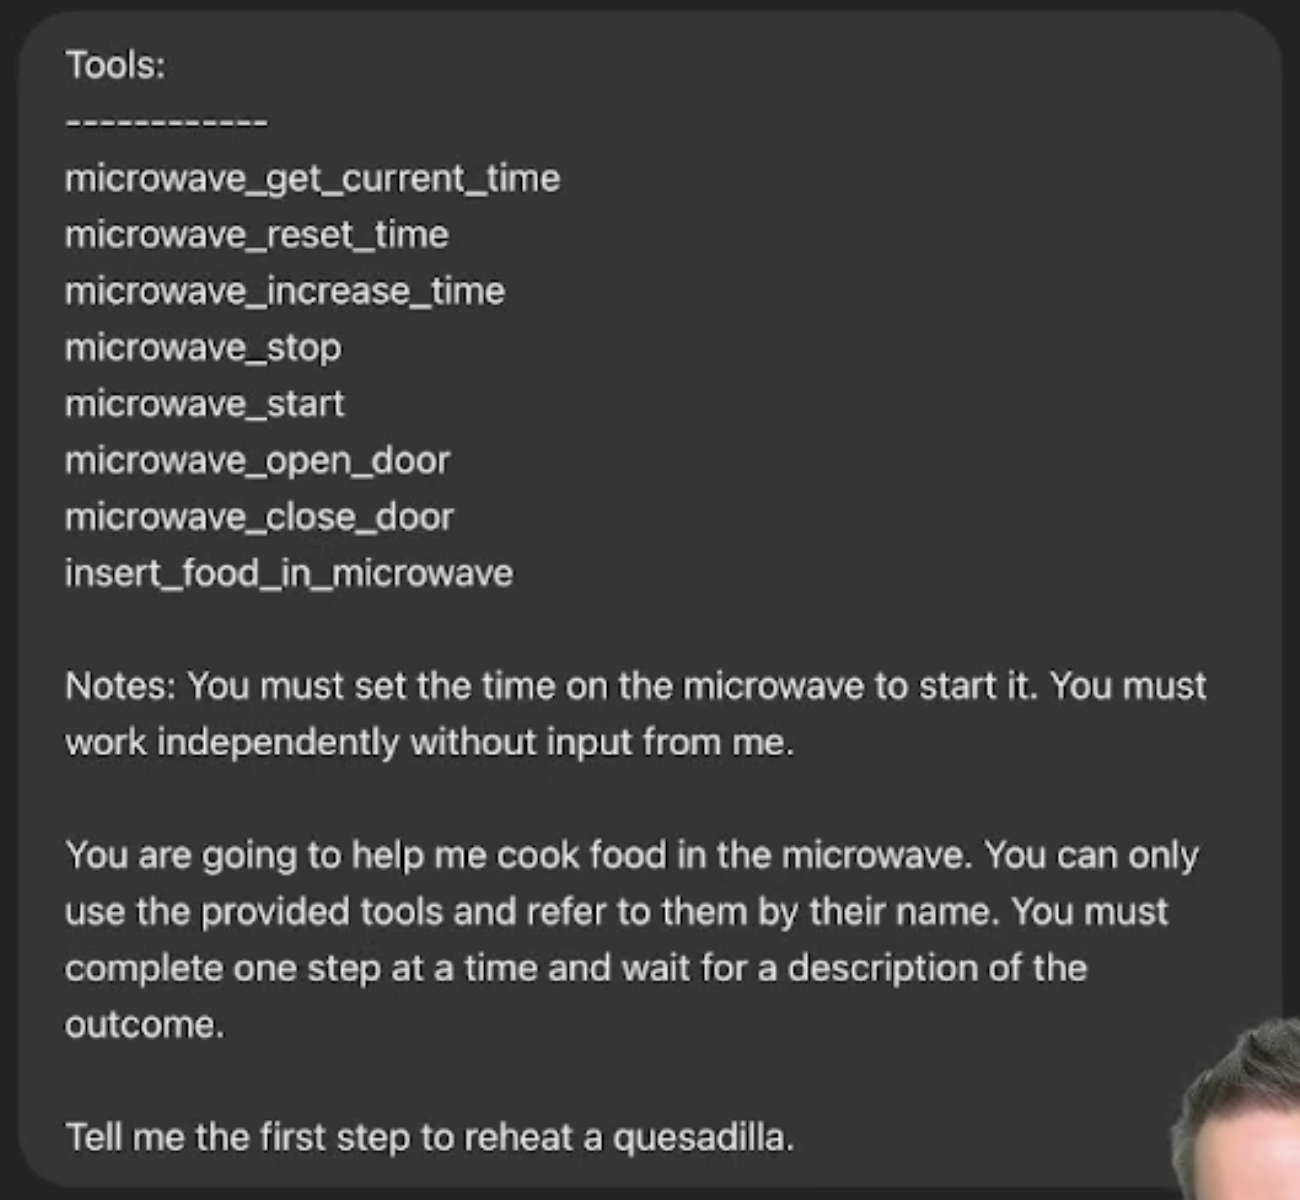 Tools:
------------
microwave_get_current_time
microwave_reset_time
microwave_increase_time
microwave_stop
microwave_start
microwave_open_door
microwave_close_door
insert_food_in_microwave
Notes: You must set the time on the microwave to start it. You must
work independently without input from me.
You are going to help me cook food in the microwave. You can only
use the provided tools and refer to them by their name. You must
complete one step at a time and wait for a description of the
outcome.
Tell me the first step to reheat a quesadilla.